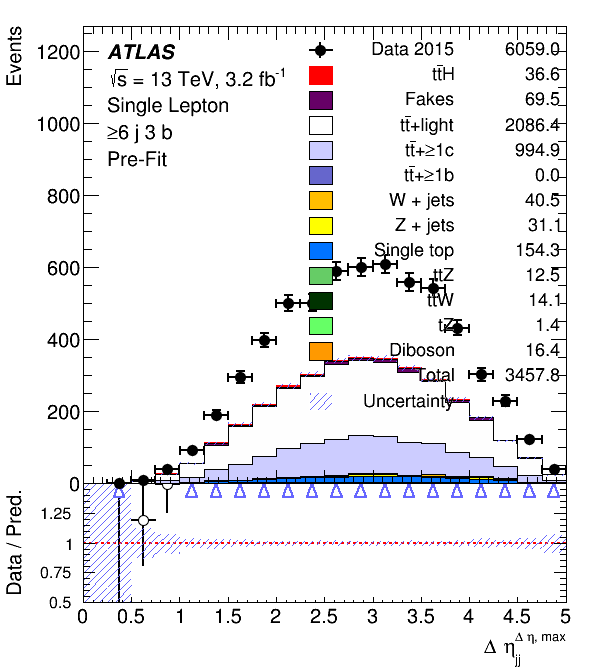 Events
1200
1000
800
600
400
200
0
ATLAS
√s = 13 TeV, 3.2 fb-1
Single Lepton
≥6 j 3 b
Pre-Fit
Data 2015 6059.0
tt̄H 36.6
Fakes 69.5
tt̄+light 2086.4
tt̄+≥1c 994.9
tt̄+≥1b 0.0
W + jets 40.5
Z + jets 31.1
Single top 154.3
tt̄Z 12.5
tt̄W 14.1
tZ 1.4
Diboson 16.4
Total 3457.8
Uncertainty
Data / Pred.
1.25
1
0.75
0.5
0 0.5 1 1.5 2 2.5 3 3.5 4 4.5 5
Δ ηjj Δ η, max